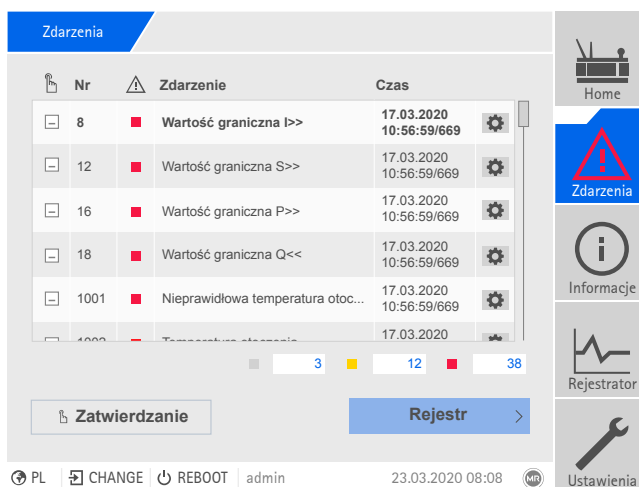 Zdarzenia
Nr Zdarzenie Czas
8 Wartość graniczna I>> 17.03.2020 10:56:59/669
12 Wartość graniczna S>> 17.03.2020 10:56:59/669
16 Wartość graniczna P>> 17.03.2020 10:56:59/669
18 Wartość graniczna Q<< 17.03.2020 10:56:59/669
1001 Nieprawidłowa temperatura otoc... 17.03.2020 10:56:59/669
17.03.2020
3 12 38
Zatwierdzanie Rejestr
PL CHANGE REBOOT admin 23.03.2020 08:08 MR
Home
Zdarzenia
Informacje
Rejestrator
Ustawienia